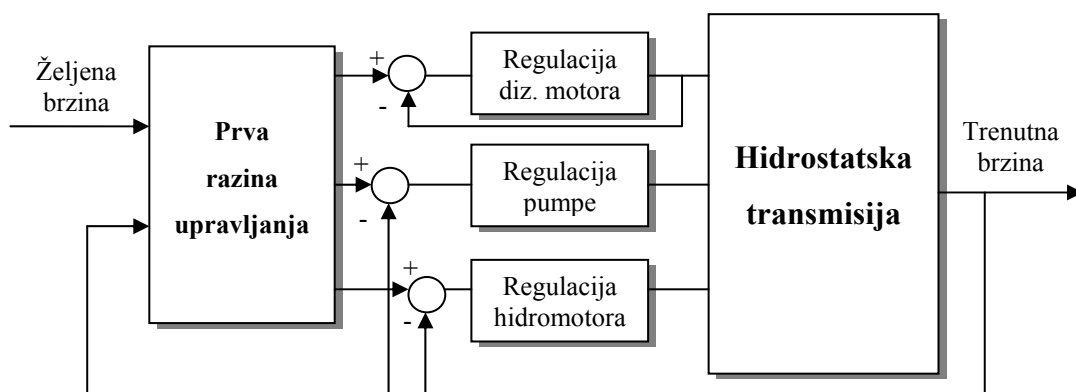 Željena
brzina
Prva
razina
upravljanja
+
-
Regulacija
diz. motora
+
-
Regulacija
pumpe
+
-
Regulacija
hidromotora
Hidrostatska
transmisija
Trenutna
brzina